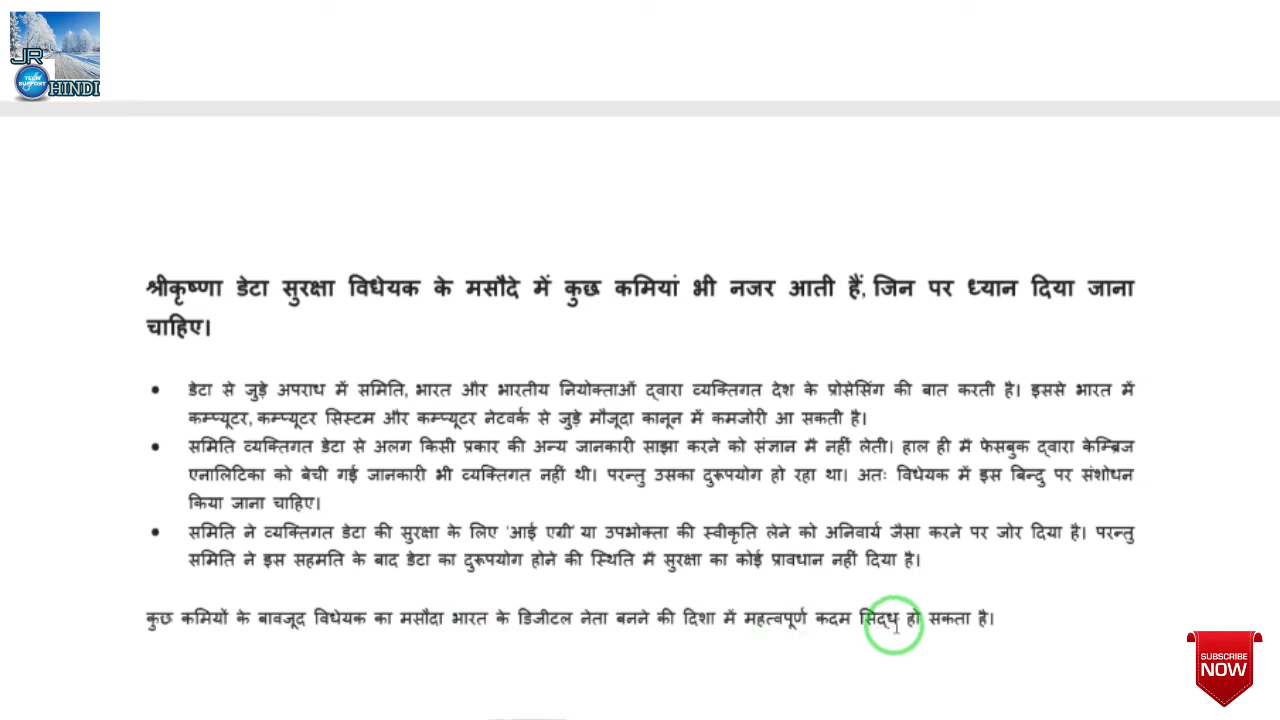 JR
TECH
SUPPORT
HINDI
श्रीकृष्णा डेटा सुरक्षा विधेयक के मसौदे में कुछ कमियां भी नजर आती हैं, जिन पर ध्यान दिया जाना
चाहिए।
• डेटा से जुड़े अपराध में समिति, भारत और भारतीय नियोक्ताओं द्वारा व्यक्तिगत देश के प्रोसेसिंग की बात करती है। इससे भारत में
कम्प्यूटर, कम्प्यूटर सिस्टम और कम्प्यूटर नेटवर्क से जुड़े मौजूदा कानून में कमजोरी आ सकती है।
• समिति व्यक्तिगत डेटा से अलग किसी प्रकार की अन्य जानकारी साझा करने को संज्ञान मैं नहीं लेती। हाल ही में फेसबुक द्वारा केम्ब्रिज
एनालिटिका को बेची गई जानकारी भी व्यक्तिगत नहीं थी। परन्तु उसका दुरूपयोग हो रहा था। अतः विधेयक में इस बिन्दु पर संशोधन
किया जाना चाहिए।
• समिति ने व्यक्तिगत डेटा की सुरक्षा के लिए 'आई एग्री' या उपभोक्ता की स्वीकृति लेने को अनिवार्य जैसा करने पर जोर दिया है। परन्तु
समिति ने इस सहमति के बाद डेटा का दुरूपयोग होने की स्थिति मैं सुरक्षा का कोई प्रावधान नहीं दिया है।
कुछ कमियों के बावजूद विधेयक का मसौदा भारत के डिजीटल नेता बनने की दिशा में महत्वपूर्ण कदम सिद्ध हो सकता है।
SUBSCRIBE
NOW